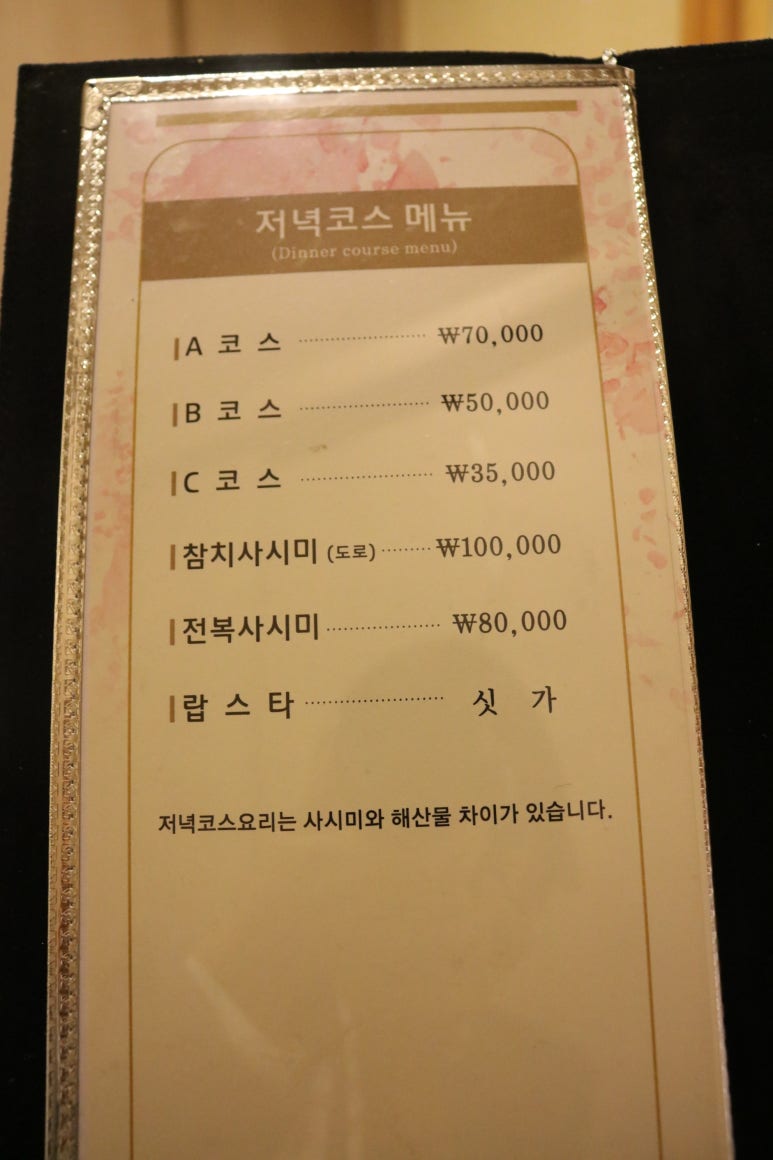 저녁코스 메뉴
(Dinner course menu)
A 코 스 ₩70,000
B 코 스 ₩50,000
C 코 스 ₩35,000
참치사시미 (도로) ₩100,000
전복사시미 ₩80,000
랍 스 타 싯 가
저녁코스요리는 사시미와 해산물 차이가 있습니다.